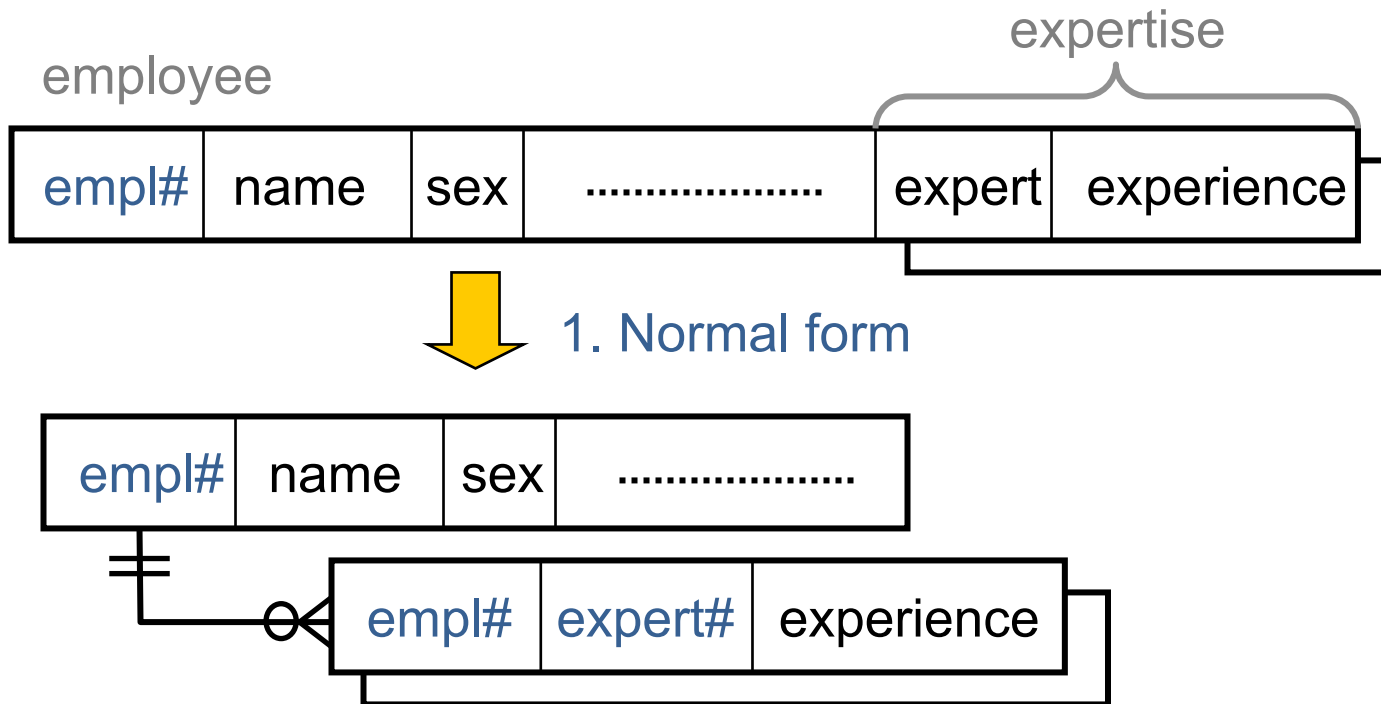 expertise
employee
empl# name sex .................... expert experience
1. Normal form
empl# name sex ....................
empl# expert# experience